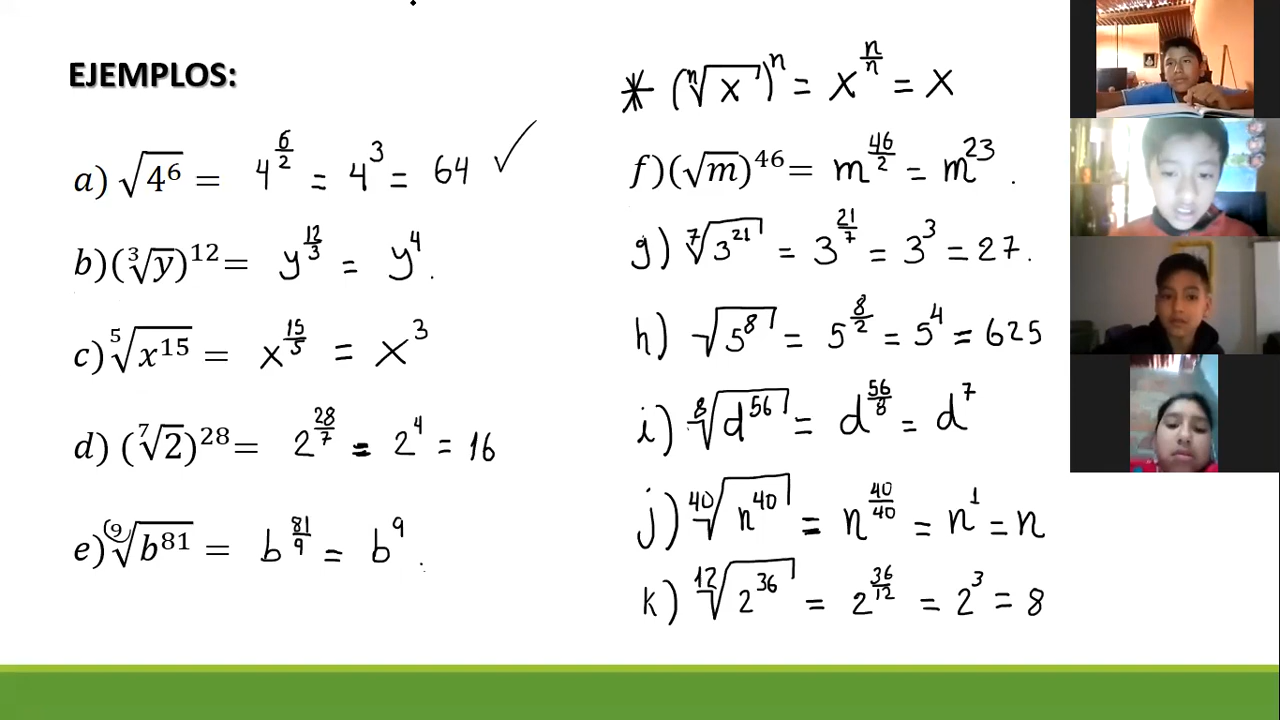 EJEMPLOS:
a) √4⁶ = 4^(6/2) = 4³ = 64 ✓
b) (∛y)¹² = y^(12/3) = y⁴.
c) ⁵√x¹⁵ = x^(15/5) = x³
d) (⁷√2)²⁸ = 2^(28/7) = 2⁴ = 16
e) ⁹√b⁸¹ = b^(81/9) = b⁹.
* (ⁿ√x)ⁿ = x^(n/n) = x
f) (√m)⁴⁶ = m^(46/2) = m²³.
g) ⁷√3²¹ = 3^(21/7) = 3³ = 27.
h) √5⁸ = 5^(8/2) = 5⁴ = 625
i) ⁸√d⁵⁶ = d^(56/8) = d⁷
j) ⁴⁰√n⁴⁰ = n^(40/40) = n¹ = n
k) ¹²√2³⁶ = 2^(36/12) = 2³ = 8